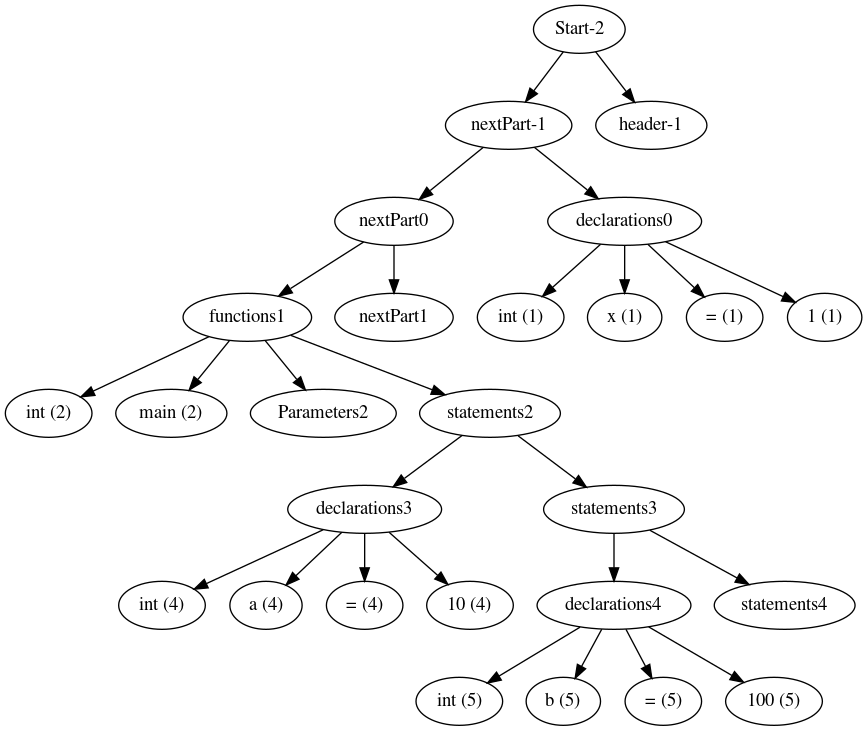 Start-2
nextPart-1
header-1
nextPart0
declarations0
functions1
nextPart1
int (1)
x (1)
= (1)
1 (1)
int (2)
main (2)
Parameters2
statements2
declarations3
statements3
int (4)
a (4)
= (4)
10 (4)
declarations4
statements4
int (5)
b (5)
= (5)
100 (5)